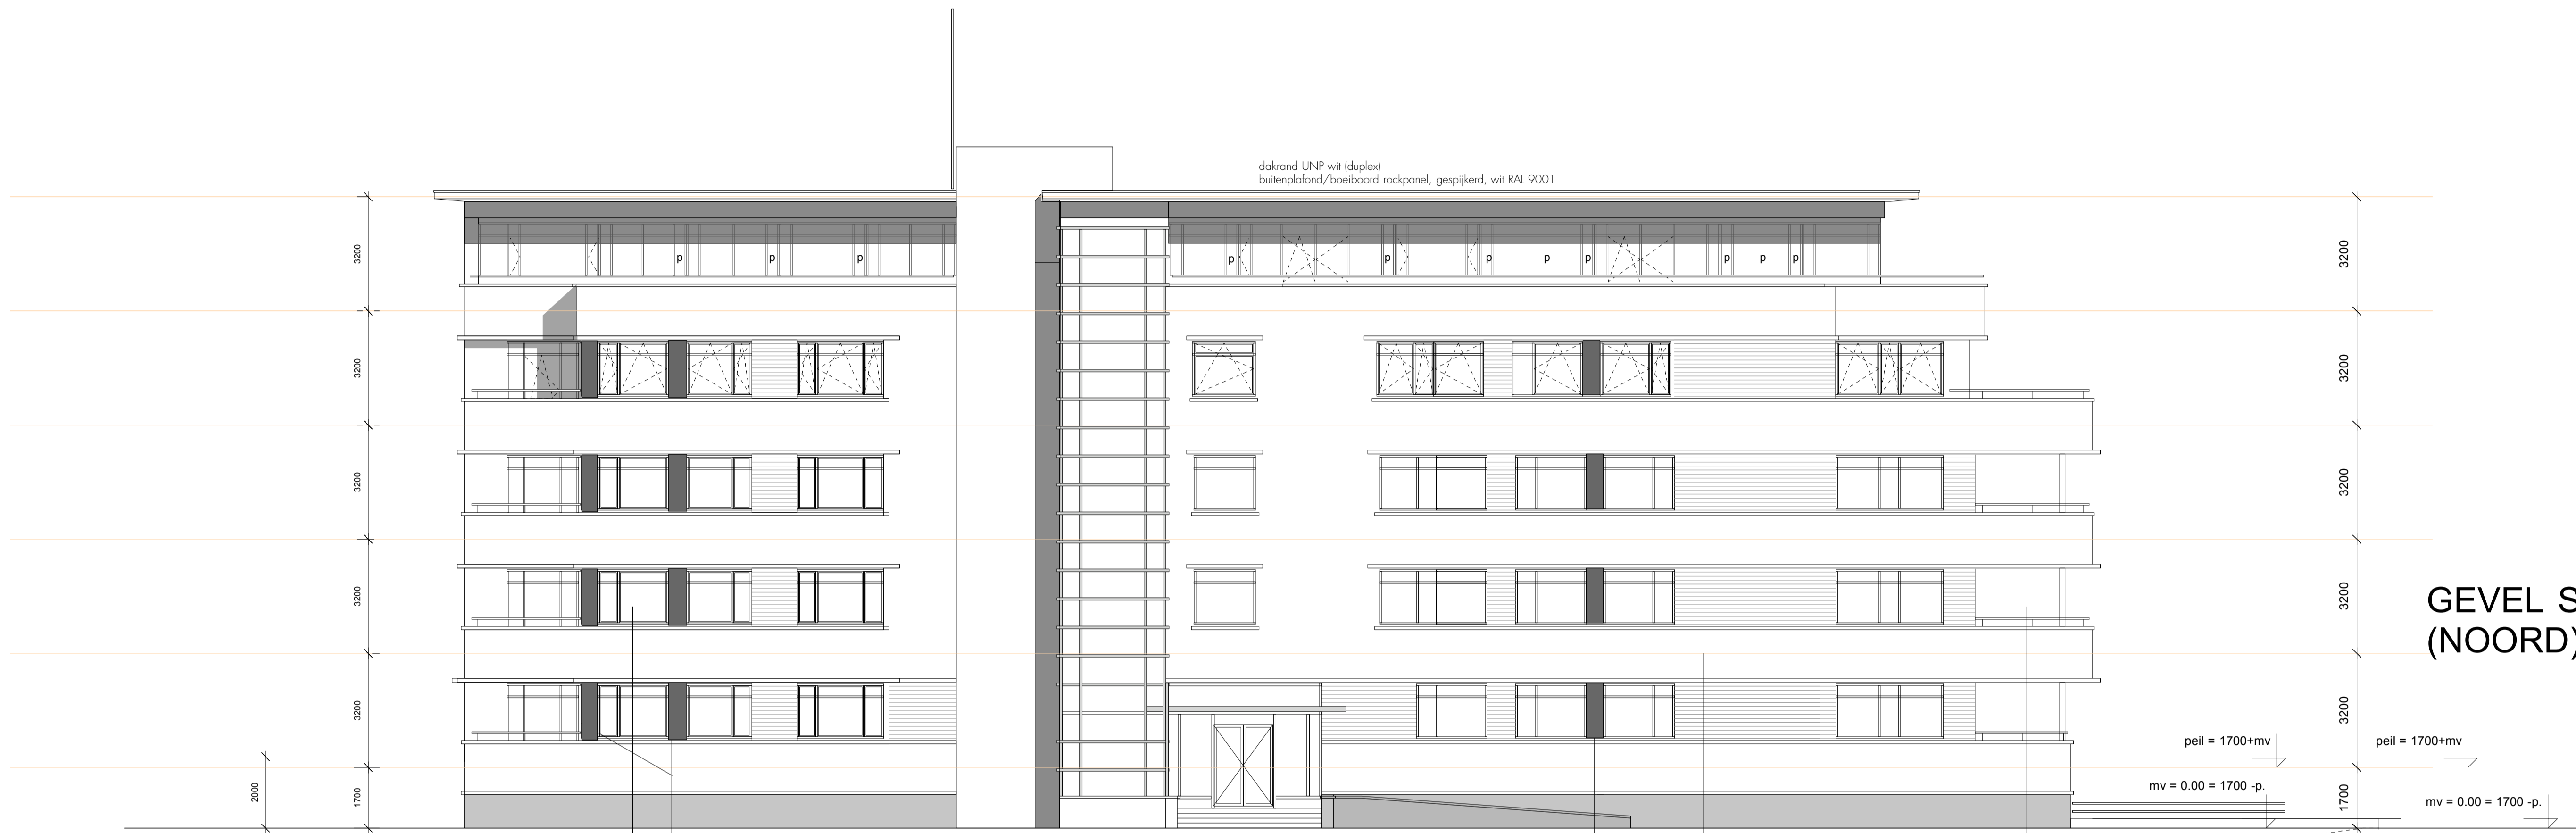 dakrand UNP wit (duplex)
buitenplafond/boeiboord rockpanel, gespijkerd, wit RAL 9001
3200
3200
p
p
p
p
p
p
p
p
p
p
p
3200
3200
3200
3200
3200
3200
GEVEL S
(NOORD)
3200
3200
peil = 1700+mv
peil = 1700+mv
mv = 0.00 = 1700 -p.
2000
1700
1700
mv = 0.00 = 1700 -p.